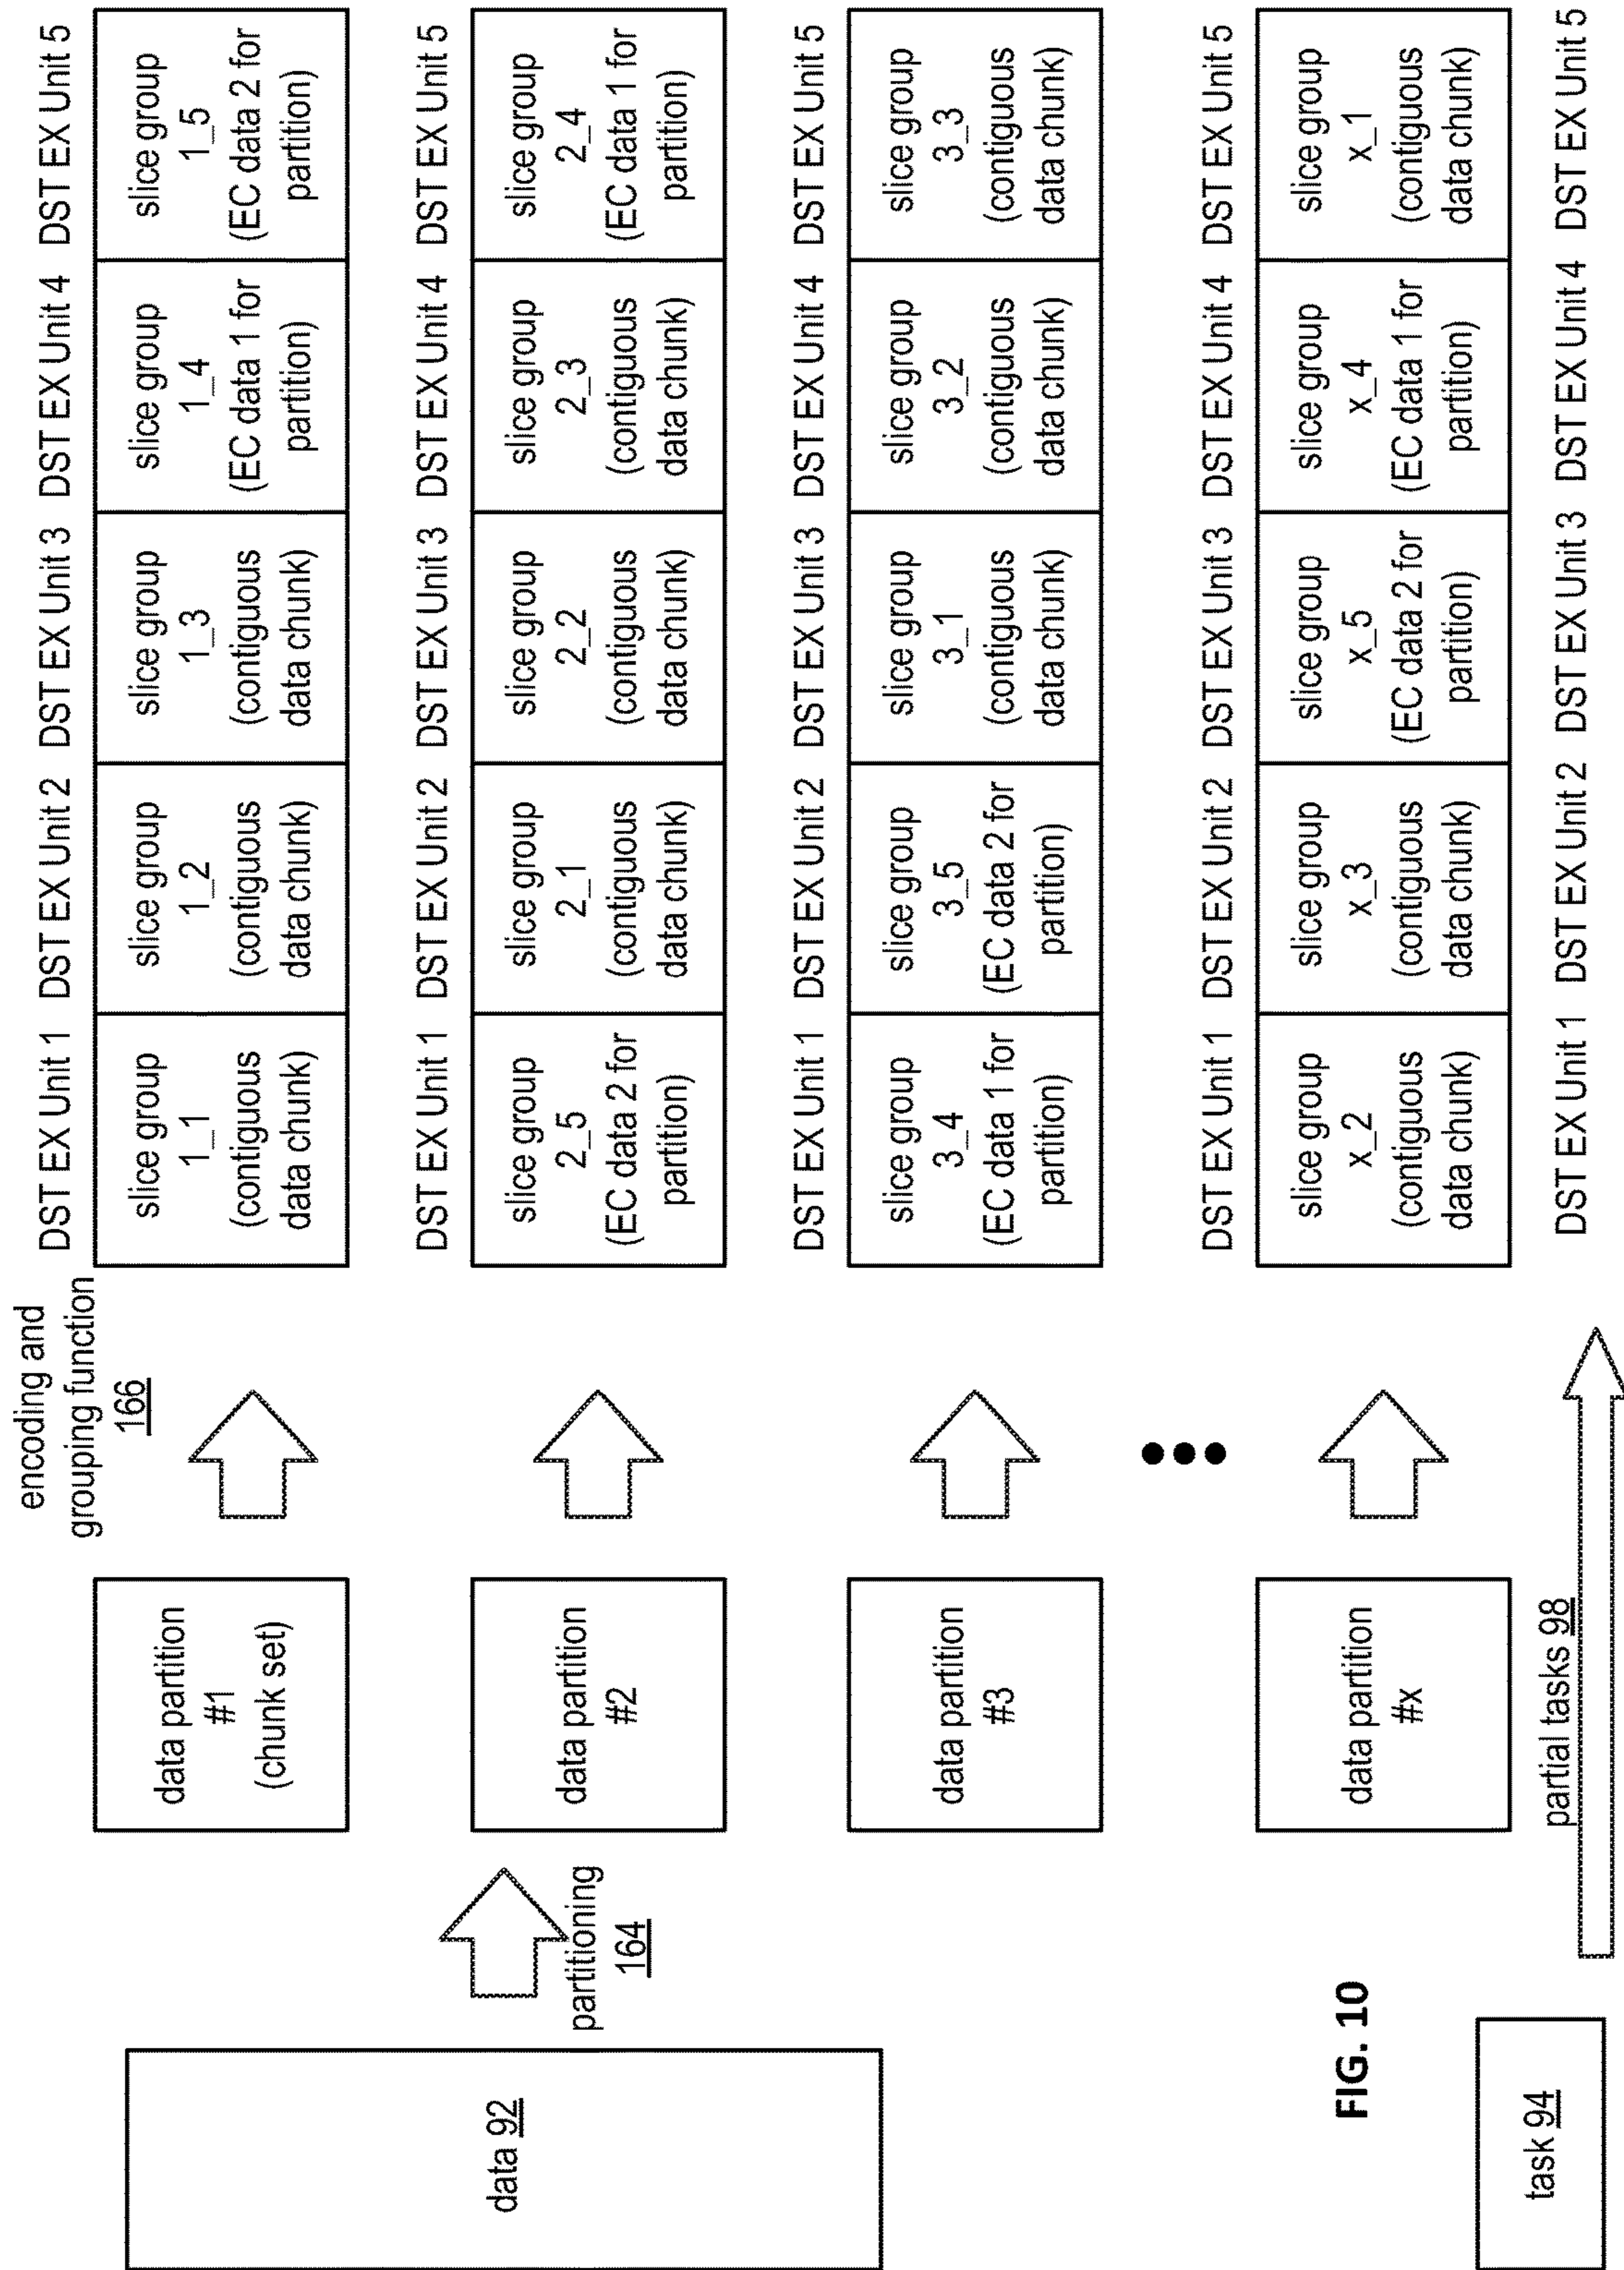 encoding and
grouping function
166
DST EX Unit 1 DST EX Unit 2 DST EX Unit 3 DST EX Unit 4 DST EX Unit 5
data 92
partitioning
164
data partition
#1
(chunk set)
slice group
1_1
(contiguous
data chunk)
slice group
1_2
(contiguous
data chunk)
slice group
1_3
(contiguous
data chunk)
slice group
1_4
(EC data 1 for
partition)
slice group
1_5
(EC data 2 for
partition)
DST EX Unit 1 DST EX Unit 2 DST EX Unit 3 DST EX Unit 4 DST EX Unit 5
data partition
#2
slice group
2_5
(EC data 2 for
partition)
slice group
2_1
(contiguous
data chunk)
slice group
2_2
(contiguous
data chunk)
slice group
2_3
(contiguous
data chunk)
slice group
2_4
(EC data 1 for
partition)
DST EX Unit 1 DST EX Unit 2 DST EX Unit 3 DST EX Unit 4 DST EX Unit 5
data partition
#3
slice group
3_4
(EC data 1 for
partition)
slice group
3_5
(EC data 2 for
partition)
slice group
3_1
(contiguous
data chunk)
slice group
3_2
(contiguous
data chunk)
slice group
3_3
(contiguous
data chunk)
DST EX Unit 1 DST EX Unit 2 DST EX Unit 3 DST EX Unit 4 DST EX Unit 5
data partition
#x
slice group
x_2
(contiguous
data chunk)
slice group
x_3
(contiguous
data chunk)
slice group
x_5
(EC data 2 for
partition)
slice group
x_4
(EC data 1 for
partition)
slice group
x_1
(contiguous
data chunk)
FIG. 10
task 94
partial tasks 98
DST EX Unit 1 DST EX Unit 2 DST EX Unit 3 DST EX Unit 4 DST EX Unit 5